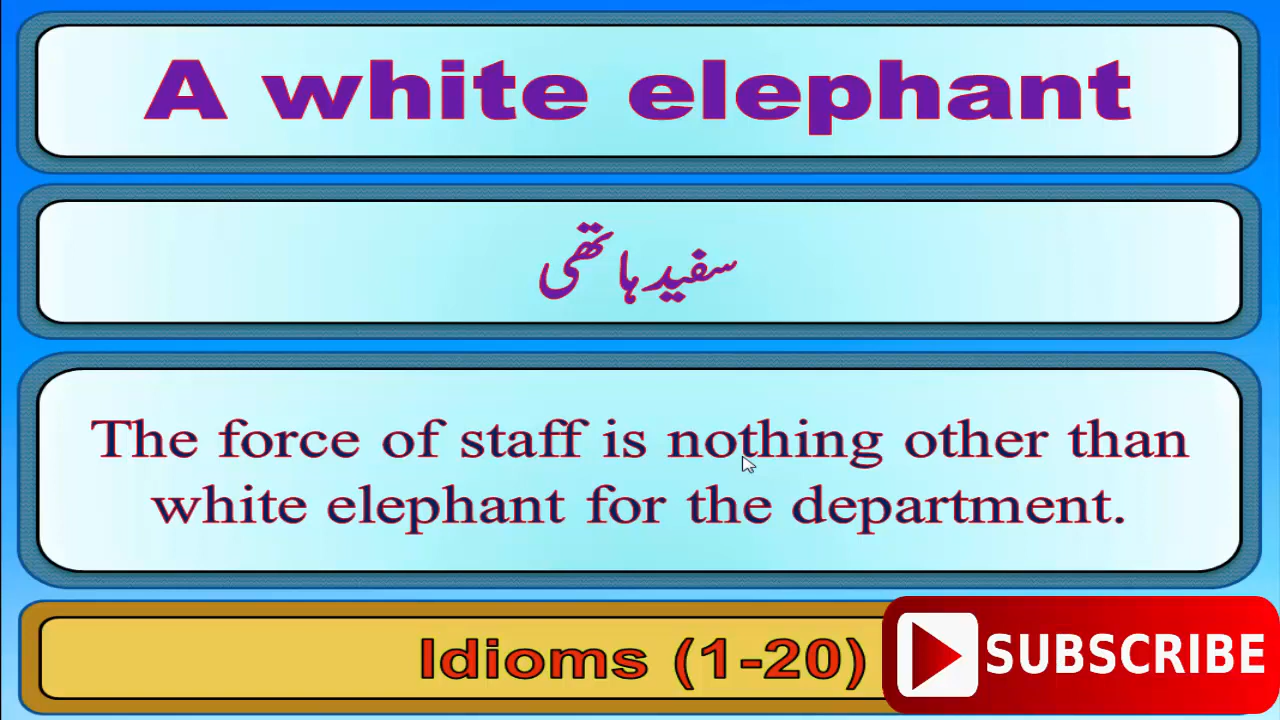 A white elephant
سفید ہاتھی
The force of staff is nothing other than
white elephant for the department.
Idioms (1-20)
SUBSCRIBE